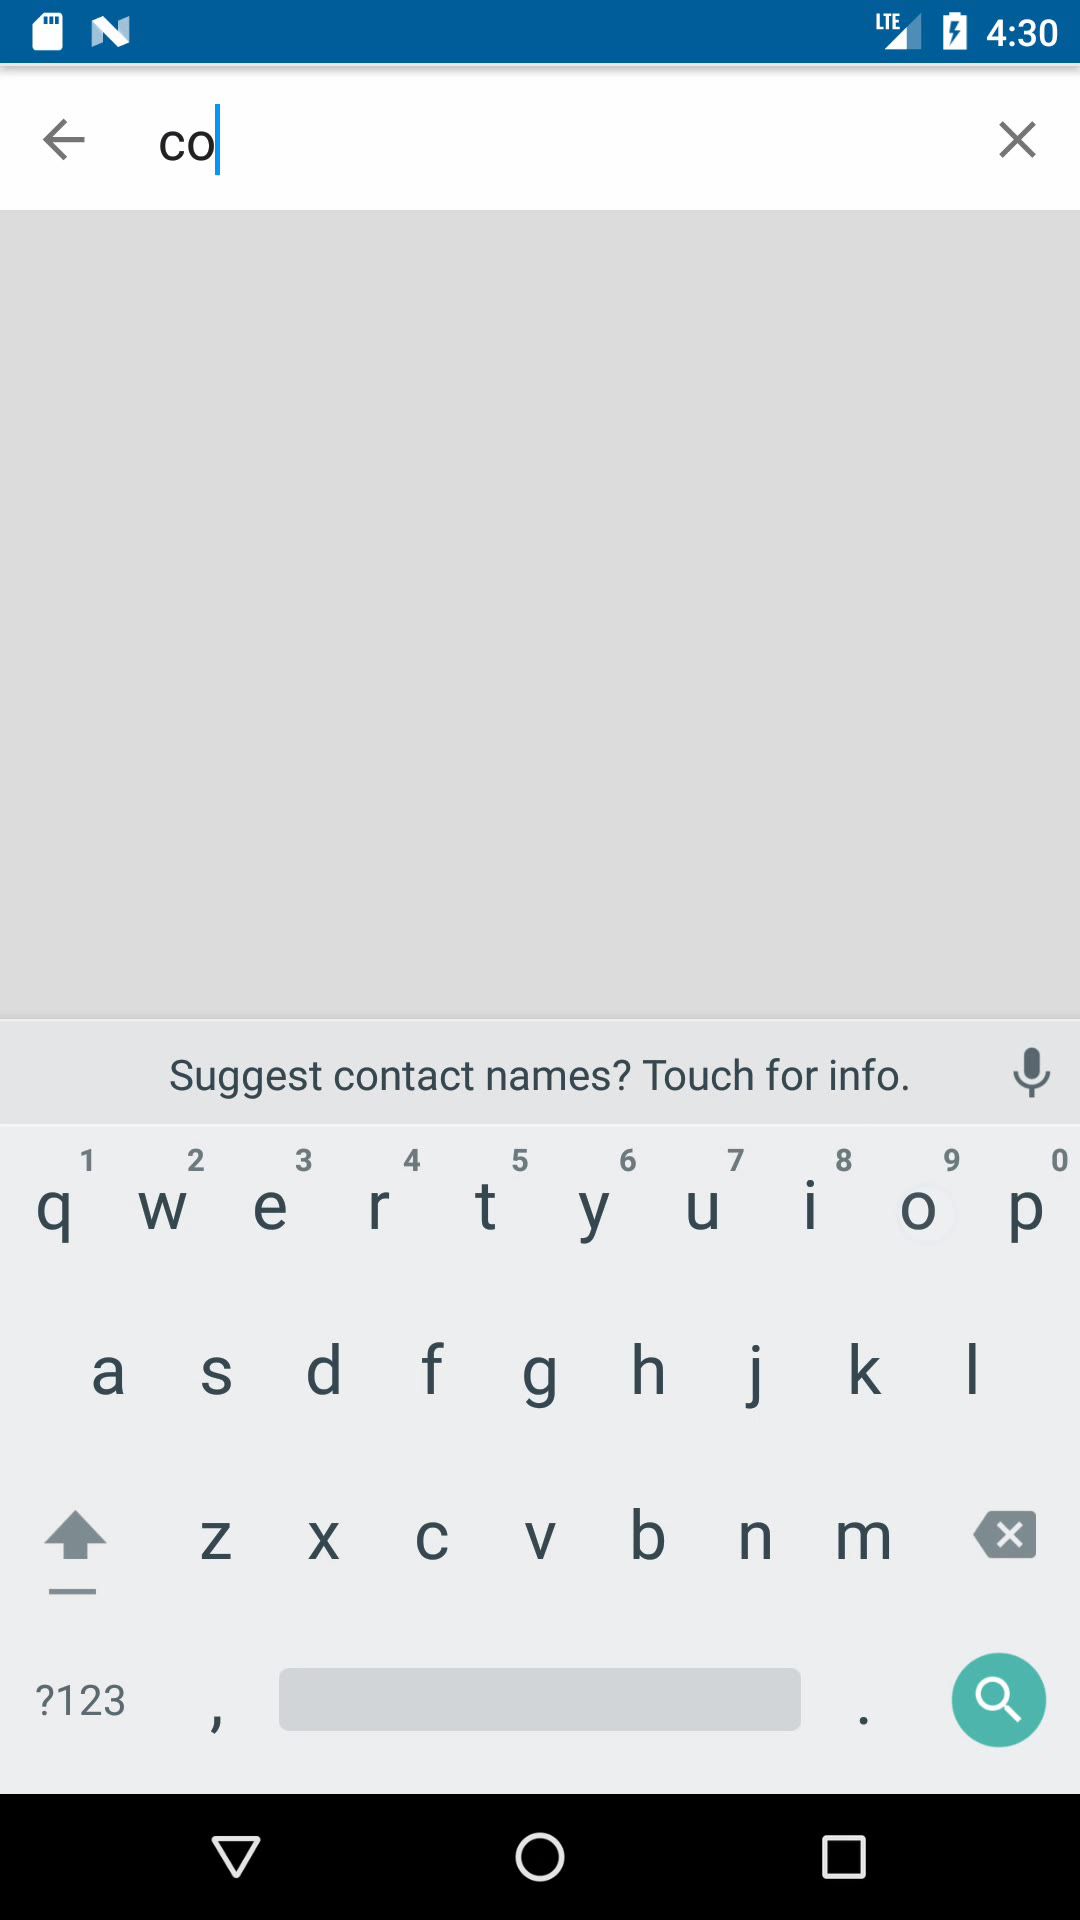 LTE 4:30
co
Suggest contact names? Touch for info.
1 2 3 4 5 6 7 8 9 0
q w e r t y u i o p
a s d f g h j k l
z x c v b n m
?123 , .